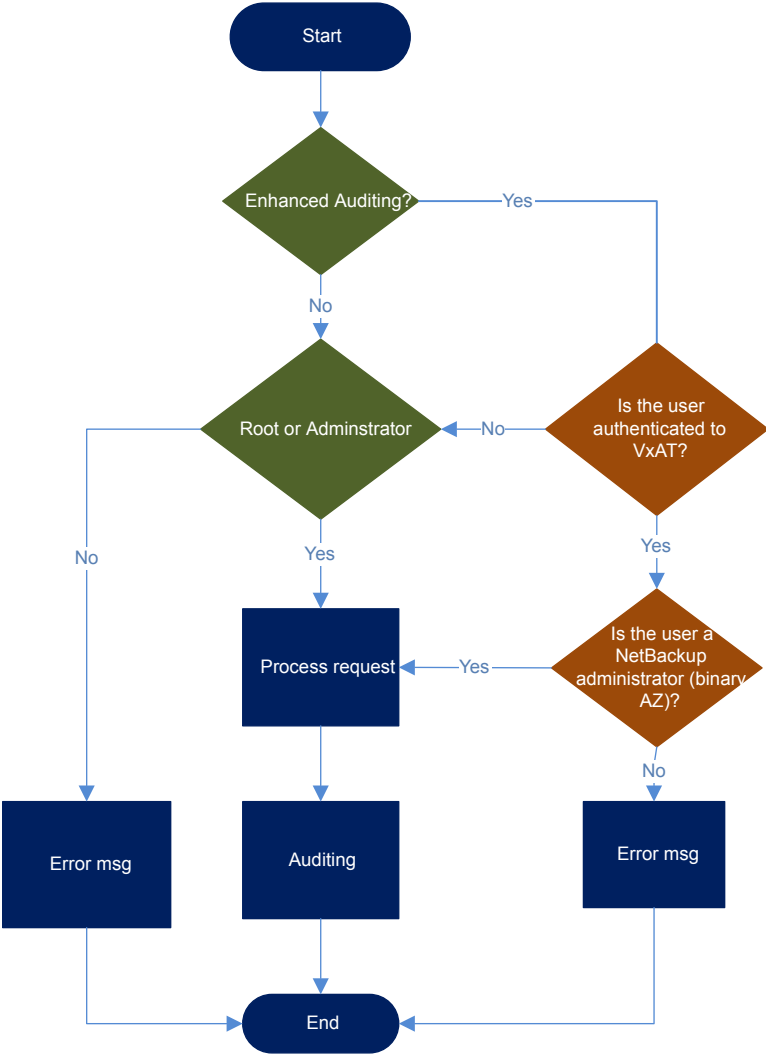 Start
Enhanced Auditing?
Yes
No
Root or Adminstrator
No
Is the user
authenticated to
VxAT?
No
Yes
Yes
Process request
Yes
Is the user a
NetBackup
administrator (binary
AZ)?
No
Error msg
Auditing
Error msg
End